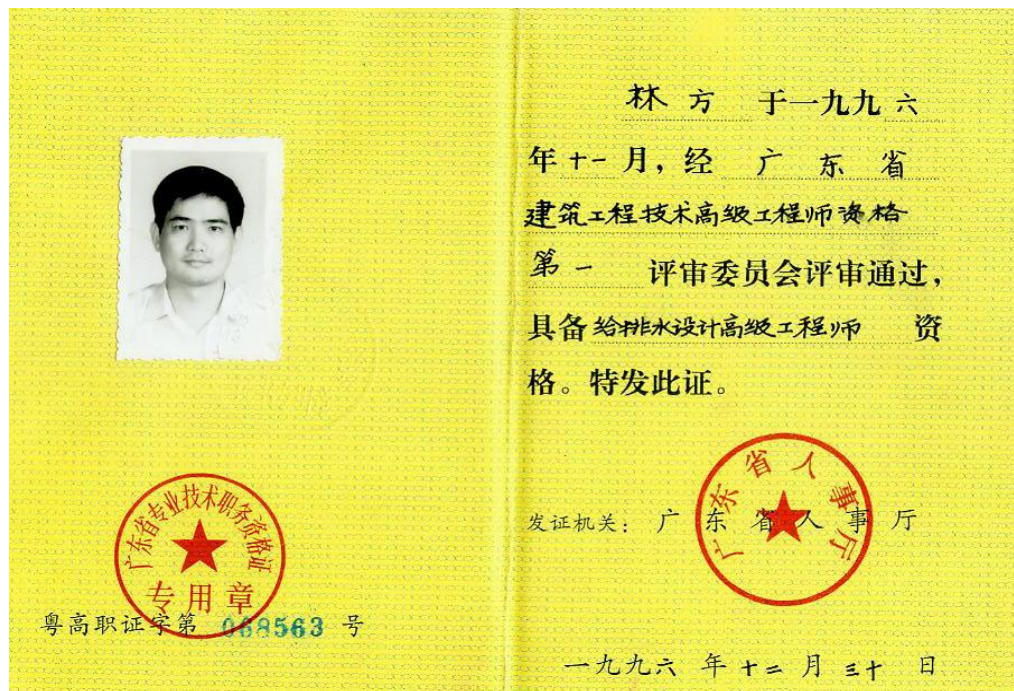 广东省专业技术职务资格证
专用章
粤高职证字第 068563 号
林方 于一九九六
年十一月，经 广东省
建筑工程技术高级工程师资格
第一 评审委员会评审通过，
具备给排水设计高级工程师 资
格。特发此证。
广东省人事厅
发证机关：广东省人事厅
一九九六年十二月三十日